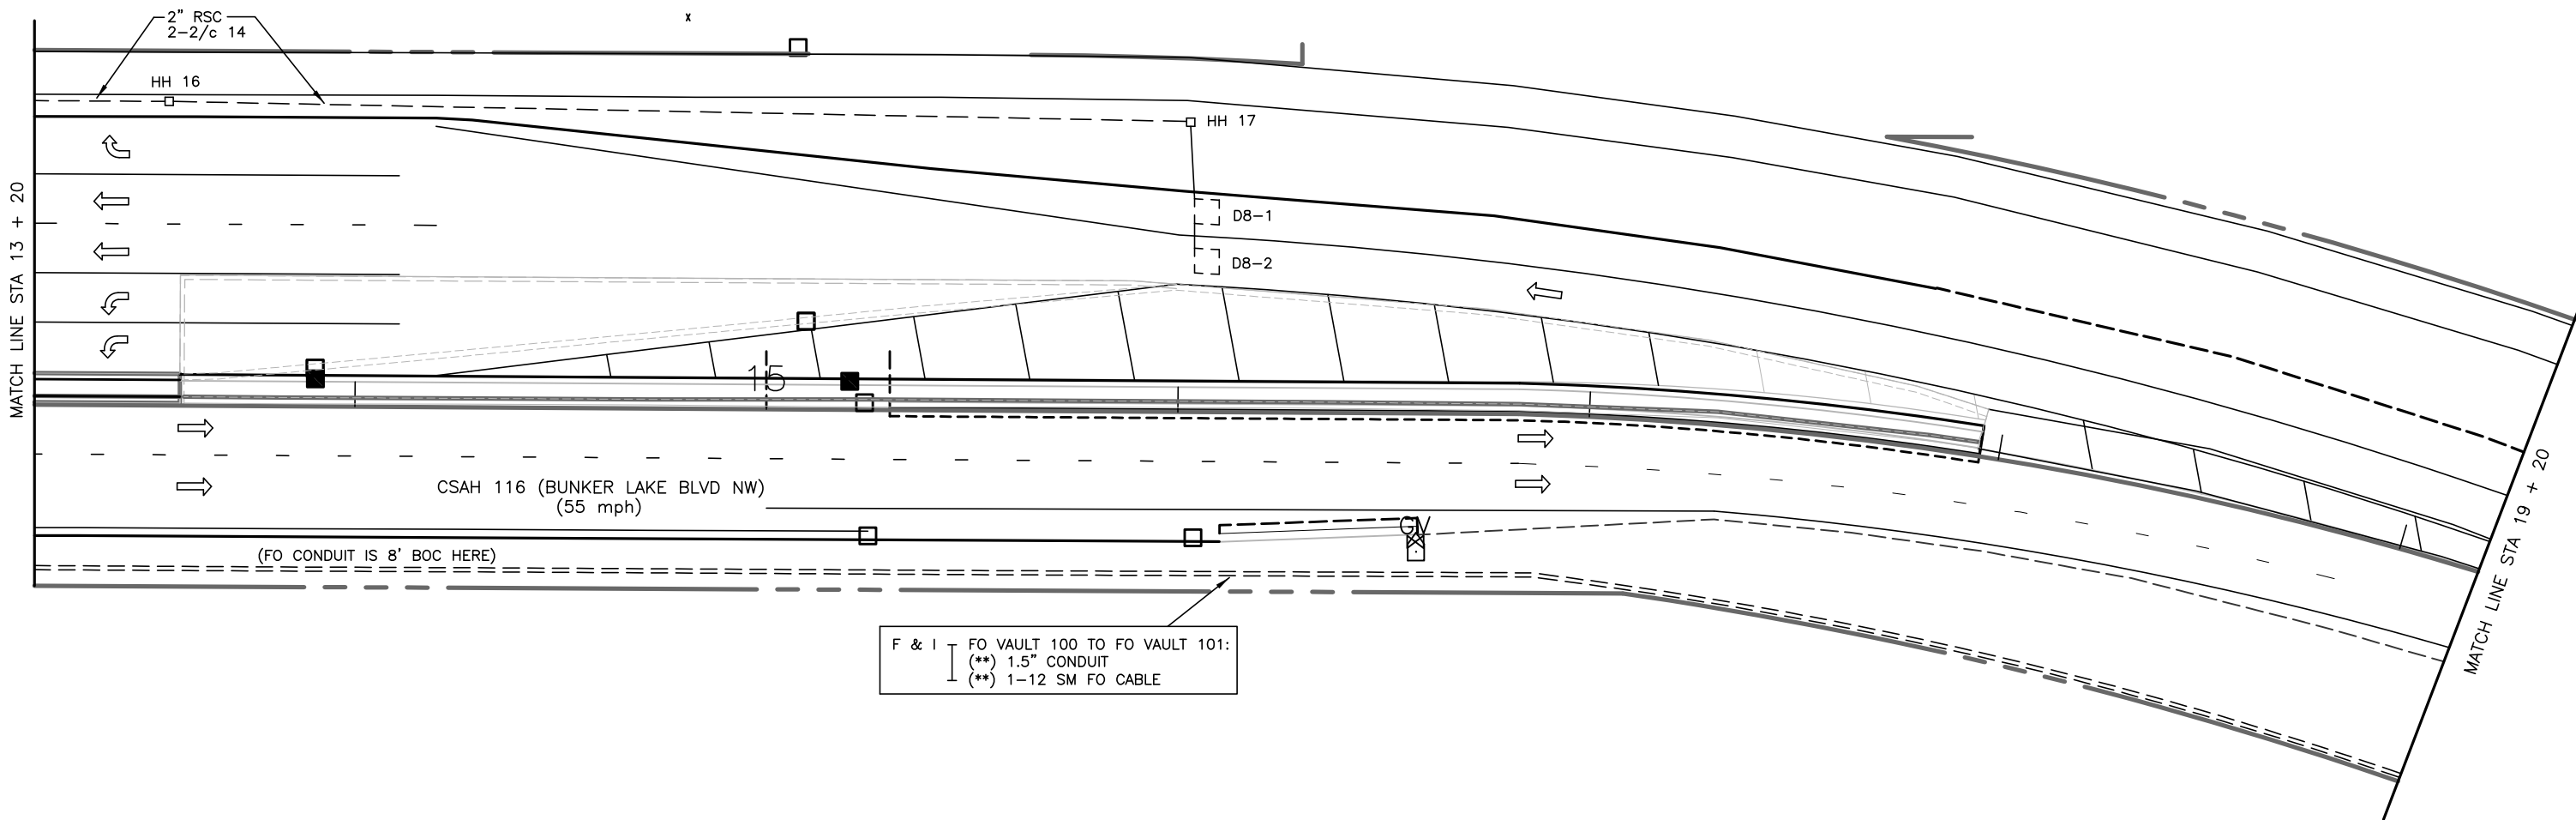 2" RSC
2-2/c 14
x
HH 16
HH 17
D8-1
D8-2
MATCH LINE STA 13 + 20
15
CSAH 116 (BUNKER LAKE BLVD NW)
(55 mph)
GV
(FO CONDUIT IS 8' BOC HERE)
F & I FO VAULT 100 TO FO VAULT 101:
(**) 1.5" CONDUIT
(**) 1-12 SM FO CABLE
MATCH LINE STA 19 + 20